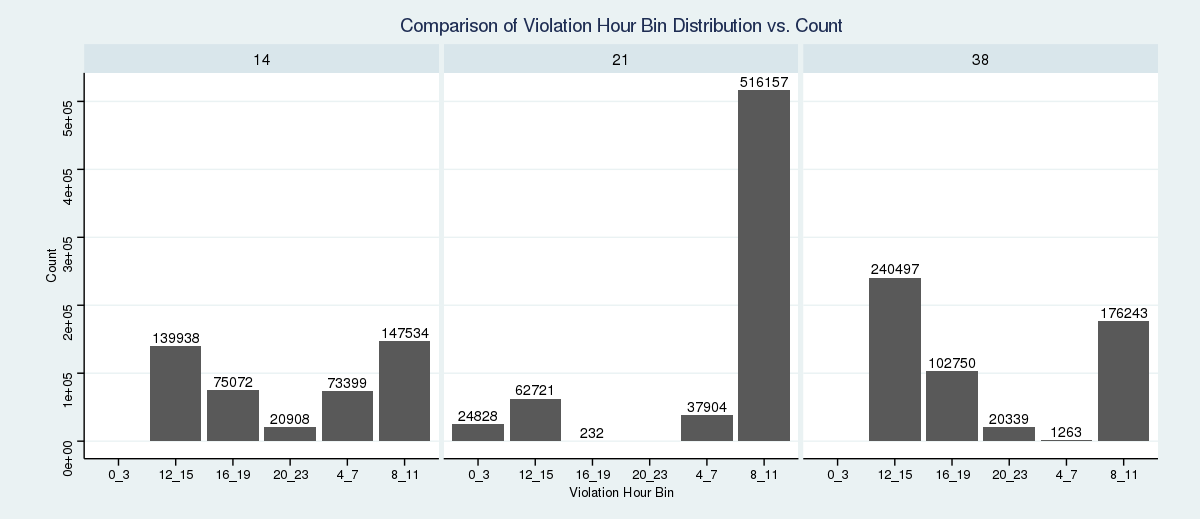 Comparison of Violation Hour Bin Distribution vs. Count
14
21
38
Count
5e+05
4e+05
3e+05
2e+05
1e+05
0e+00
139938
75072
20908
73399
147534
24828
62721
232
37904
516157
240497
102750
20339
1263
176243
0_3 12_15 16_19 20_23 4_7 8_11
0_3 12_15 16_19 20_23 4_7 8_11
0_3 12_15 16_19 20_23 4_7 8_11
Violation Hour Bin